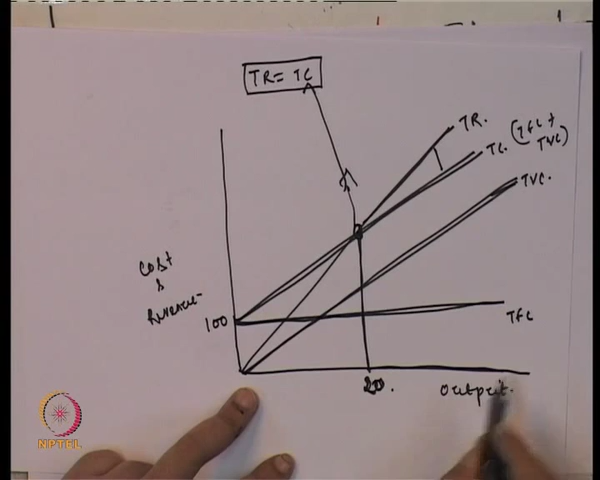 TR = TC
TR.
TC. (TFC +
TVC)
TVC.
Cost
&
Revenue
100
TFC
20.
output.
NPTEL